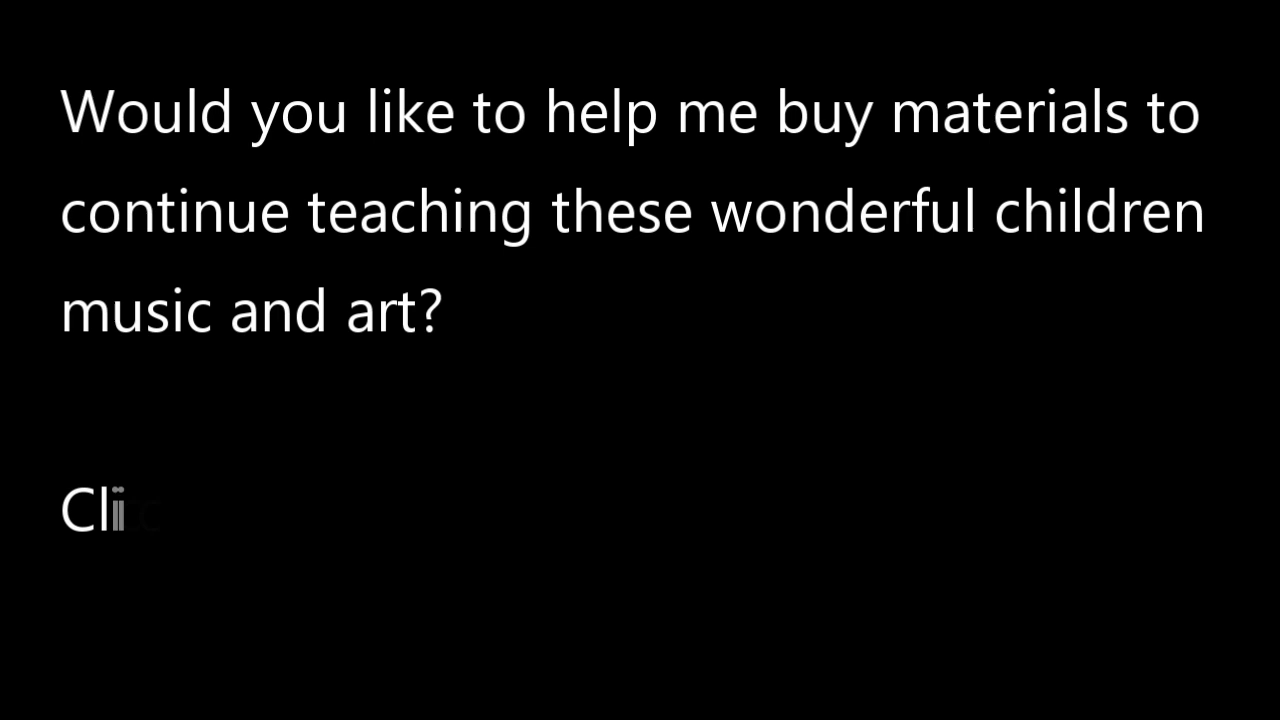 Would you like to help me buy materials to
continue teaching these wonderful children
music and art?